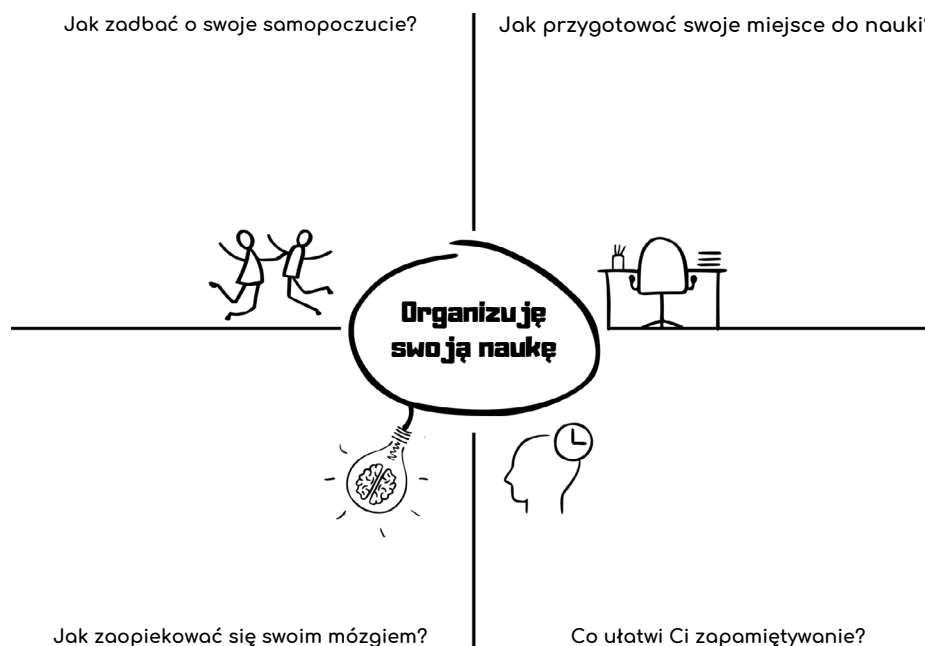 Jak zadbać o swoje samopoczucie?
Jak przygotować swoje miejsce do nauki?
Organizuję
swoją naukę
Jak zaopiekować się swoim mózgiem?
Co ułatwi Ci zapamiętywanie?